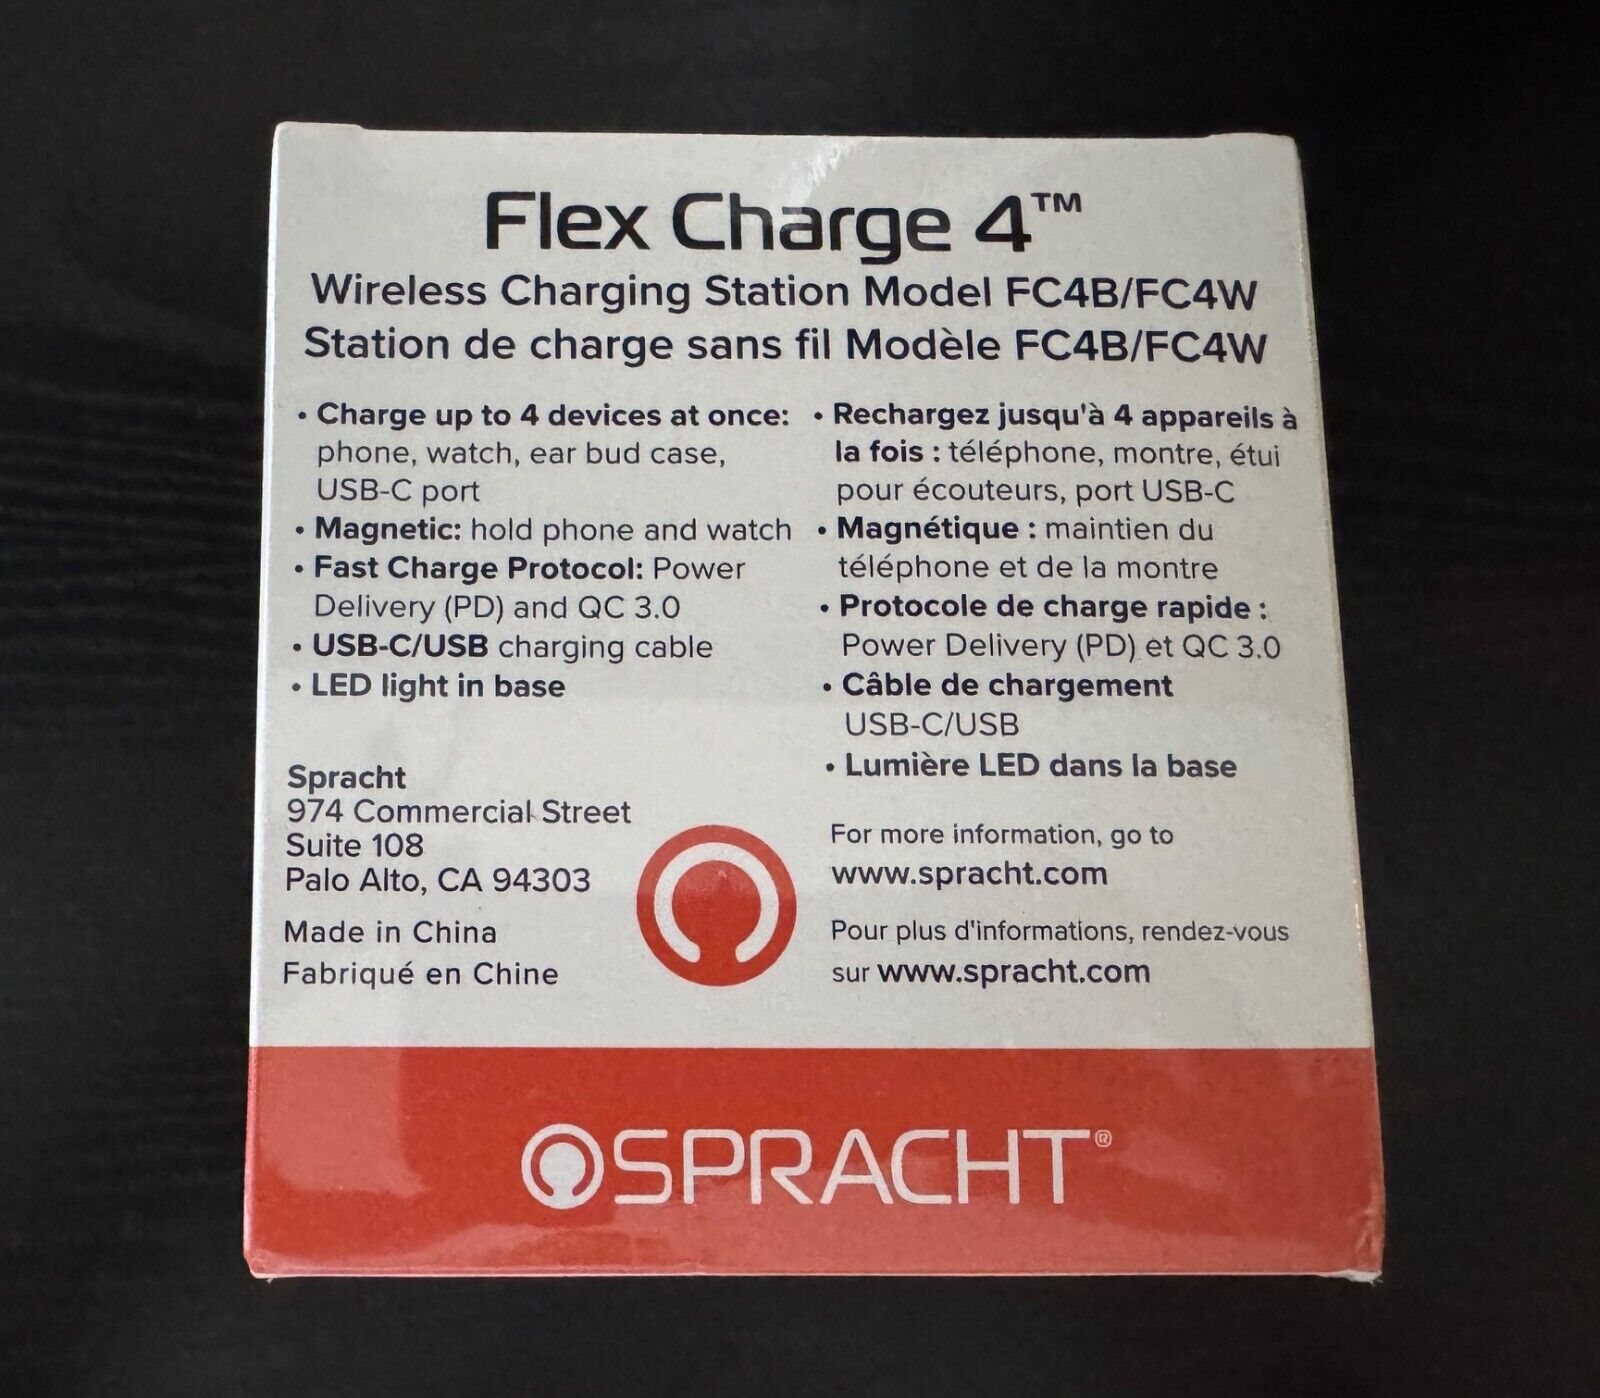 Flex Charge 4™
Wireless Charging Station Model FC4B/FC4W
Station de charge sans fil Modèle FC4B/FC4W
• Charge up to 4 devices at once:
phone, watch, ear bud case,
USB-C port
• Magnetic: hold phone and watch
• Fast Charge Protocol: Power
Delivery (PD) and QC 3.0
• USB-C/USB charging cable
• LED light in base
• Rechargez jusqu'à 4 appareils à
la fois : téléphone, montre, étui
pour écouteurs, port USB-C
• Magnétique : maintien du
téléphone et de la montre
• Protocole de charge rapide :
Power Delivery (PD) et QC 3.0
• Câble de chargement
USB-C/USB
• Lumière LED dans la base
Spracht
974 Commercial Street
Suite 108
Palo Alto, CA 94303
Made in China
Fabriqué en Chine
For more information, go to
www.spracht.com
Pour plus d'informations, rendez-vous
sur www.spracht.com
SPRACHT®